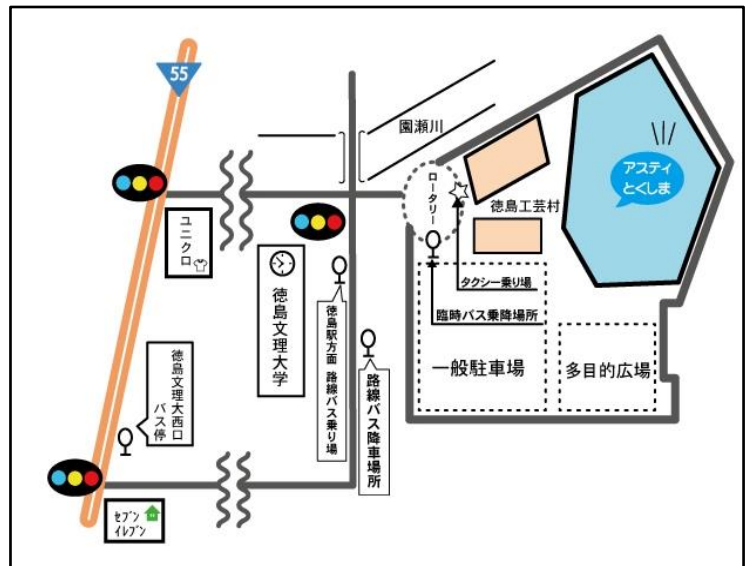 55
園瀬川
アスティ
とくしま
ロータリー
徳島工芸村
ユニクロ
徳島文理大学
タクシー乗り場
臨時バス乗降場所
一般駐車場
多目的広場
徳島駅方面 路線バス乗り場
路線バス降車場所
徳島文理大西口
バス停
セブン
イレブン